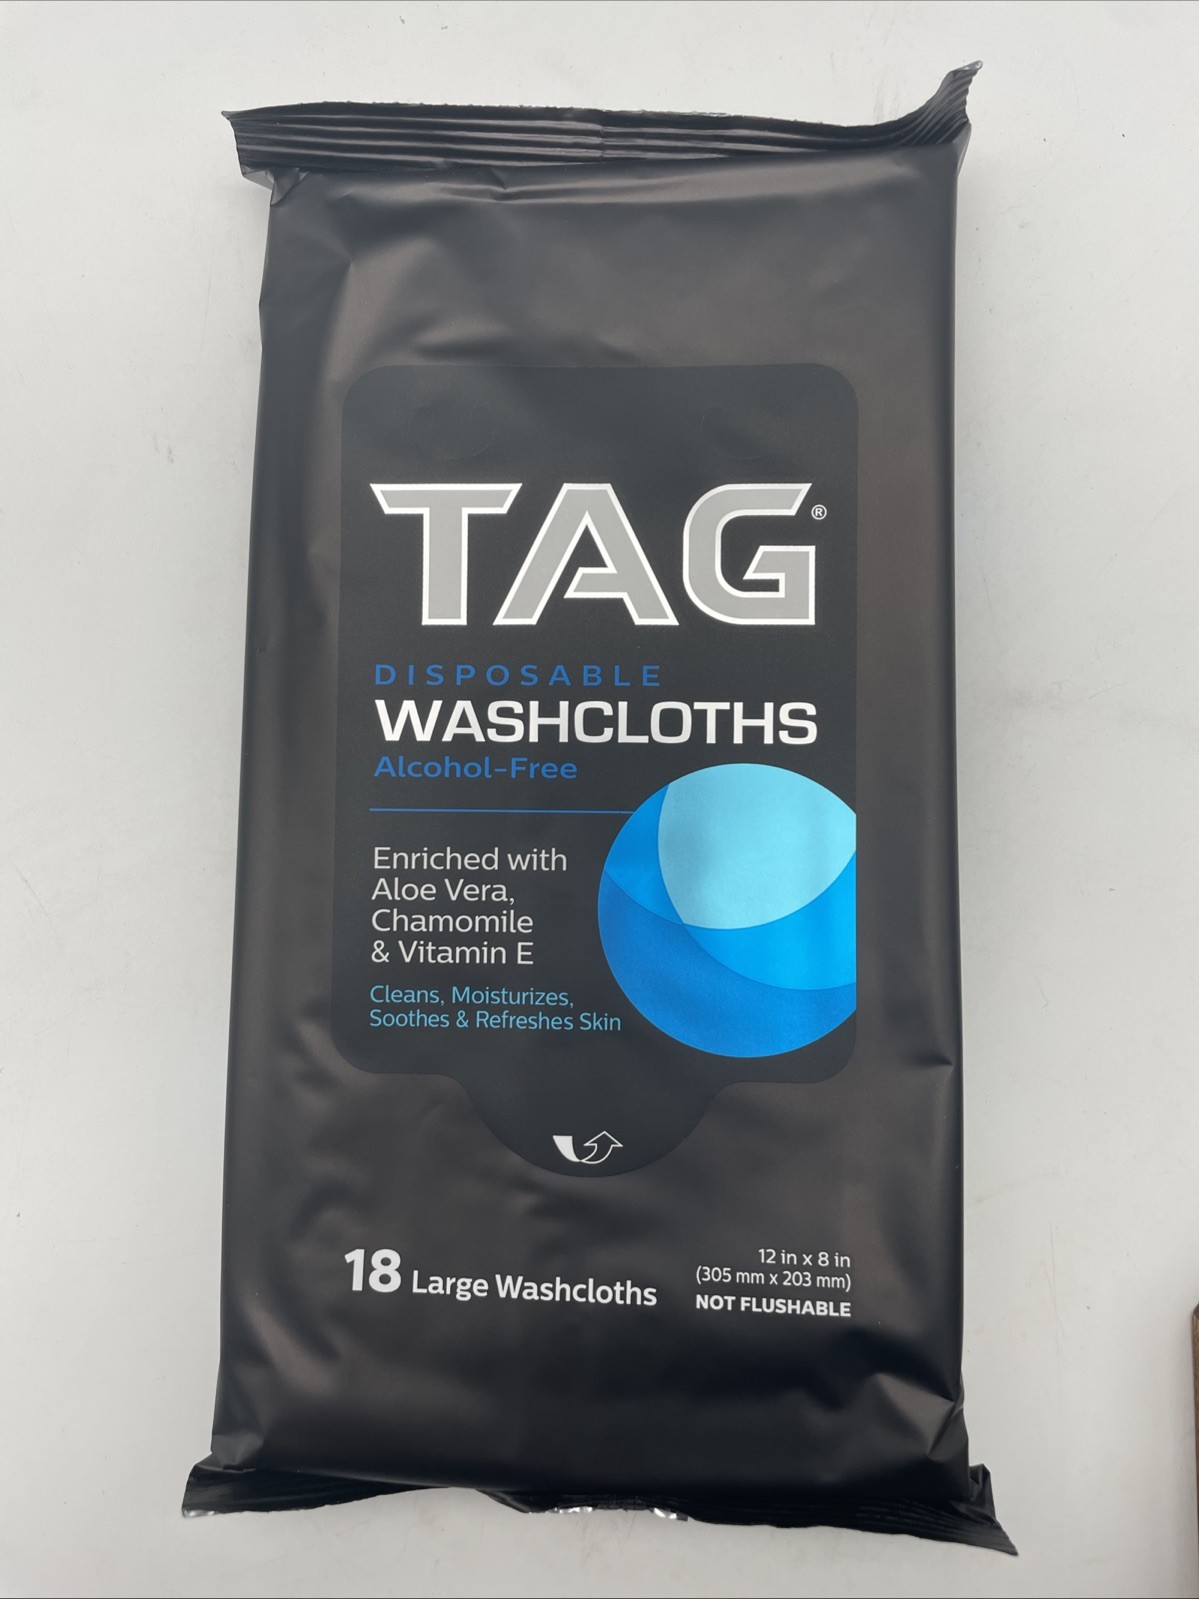 TAG®
DISPOSABLE
WASHCLOTHS
Alcohol-Free
Enriched with
Aloe Vera,
Chamomile
& Vitamin E
Cleans, Moisturizes,
Soothes & Refreshes Skin
18 Large Washcloths
12 in x 8 in
(305 mm x 203 mm)
NOT FLUSHABLE